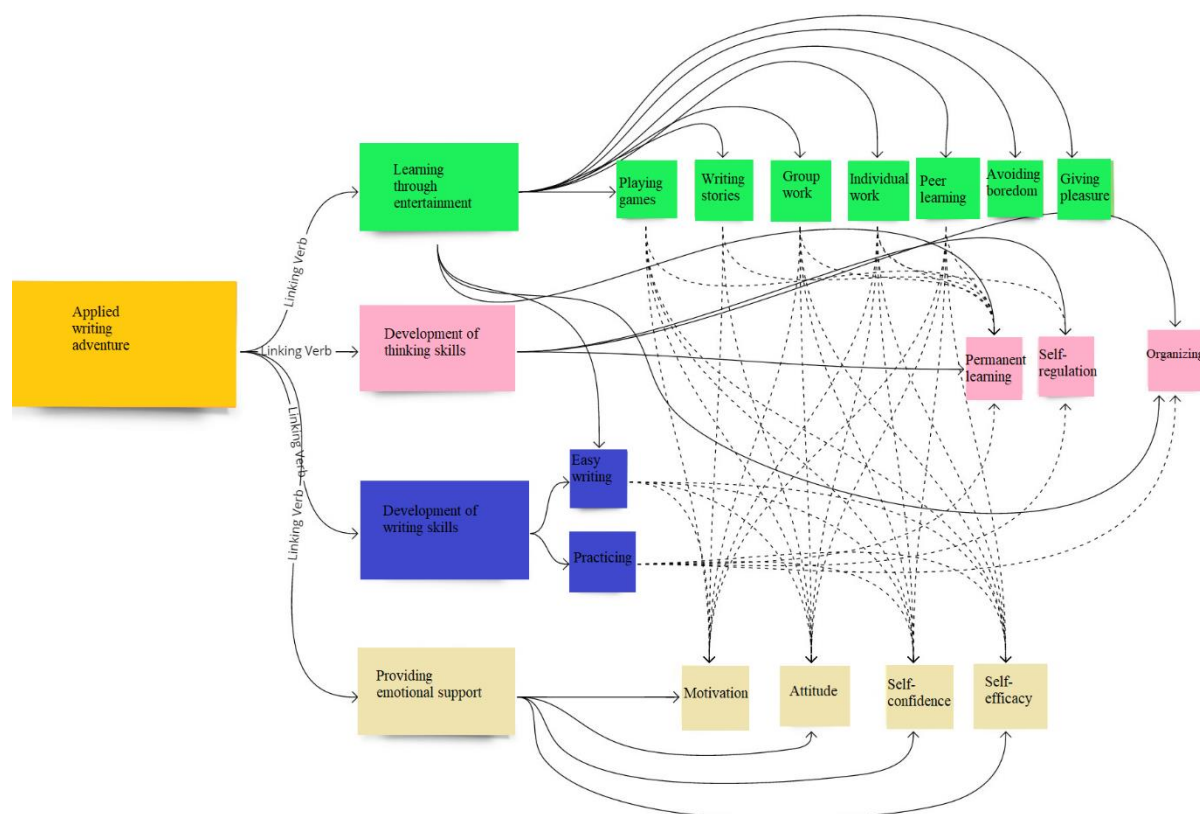 Learning
through
entertainment
Playing
games
Writing
stories
Group
work
Individual
work
Peer
learning
Avoiding
boredom
Giving
pleasure
Linking Verb
Applied
writing
adventure
Linking Verb
Development of
thinking skills
Permanent
learning
Self-
regulation
Organizing
Linking Verb
Linking Verb
Development of
writing skills
Easy
writing
Practicing
Providing
emotional support
Motivation
Attitude
Self-
confidence
Self-
efficacy